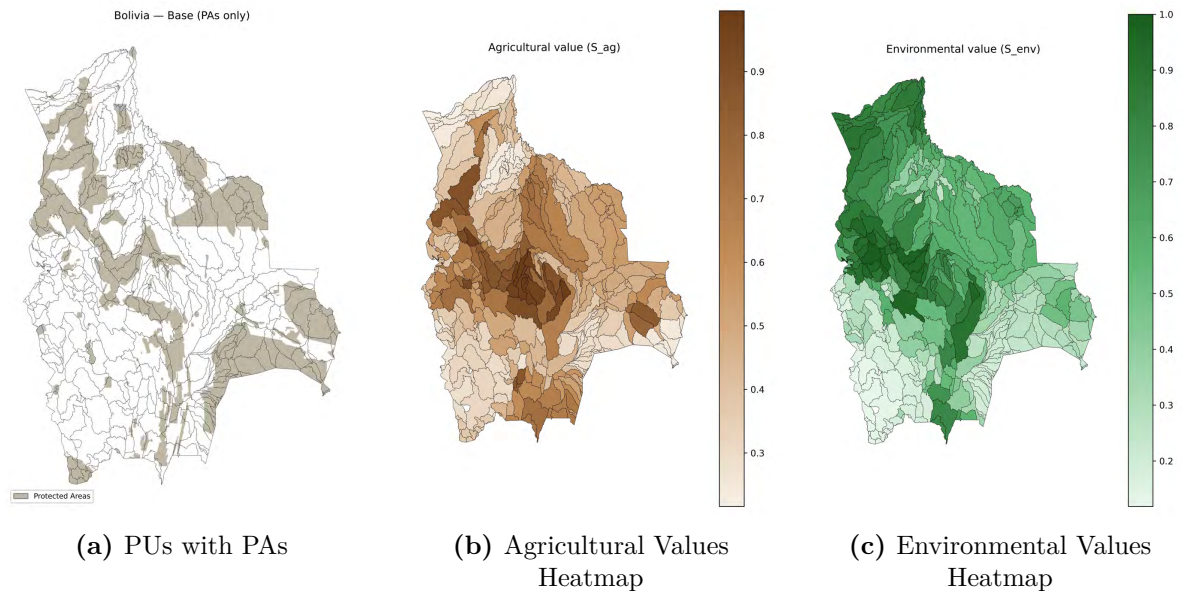 Bolivia — Base (PAs only)
Protected Areas
(a) PUs with PAs
Agricultural value (S_ag)
0.9
0.8
0.7
0.6
0.5
0.4
0.3
(b) Agricultural Values
Heatmap
Environmental value (S_env)
1.0
0.9
0.8
0.7
0.6
0.5
0.4
0.3
0.2
(c) Environmental Values
Heatmap